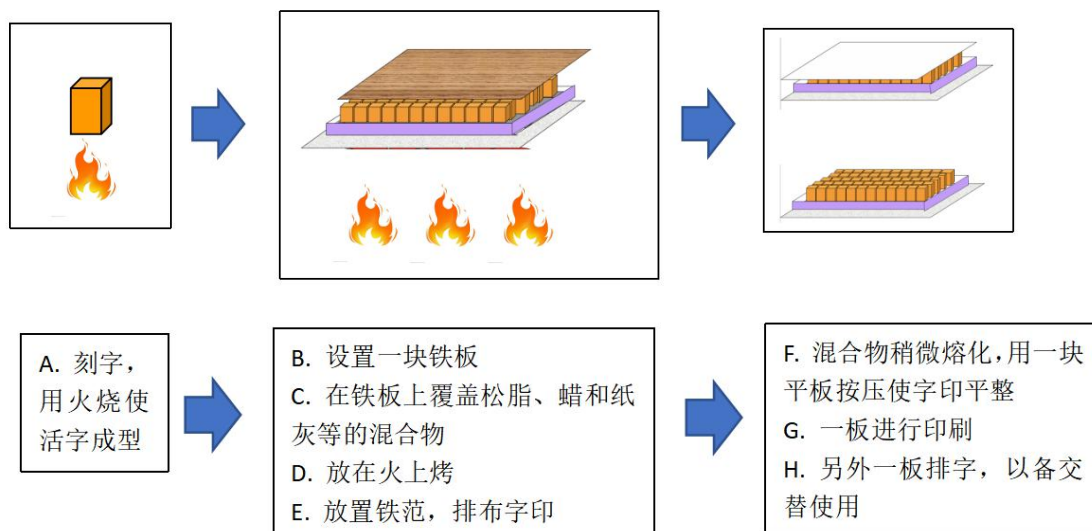 A. 刻字，
用火烧使
活字成型
B. 设置一块铁板
C. 在铁板上覆盖松脂、蜡和纸
灰等的混合物
D. 放在火上烤
E. 放置铁范，排布字印
F. 混合物稍微熔化，用一块
平板按压使字印平整
G. 一板进行印刷
H. 另外一板排字，以备交
替使用